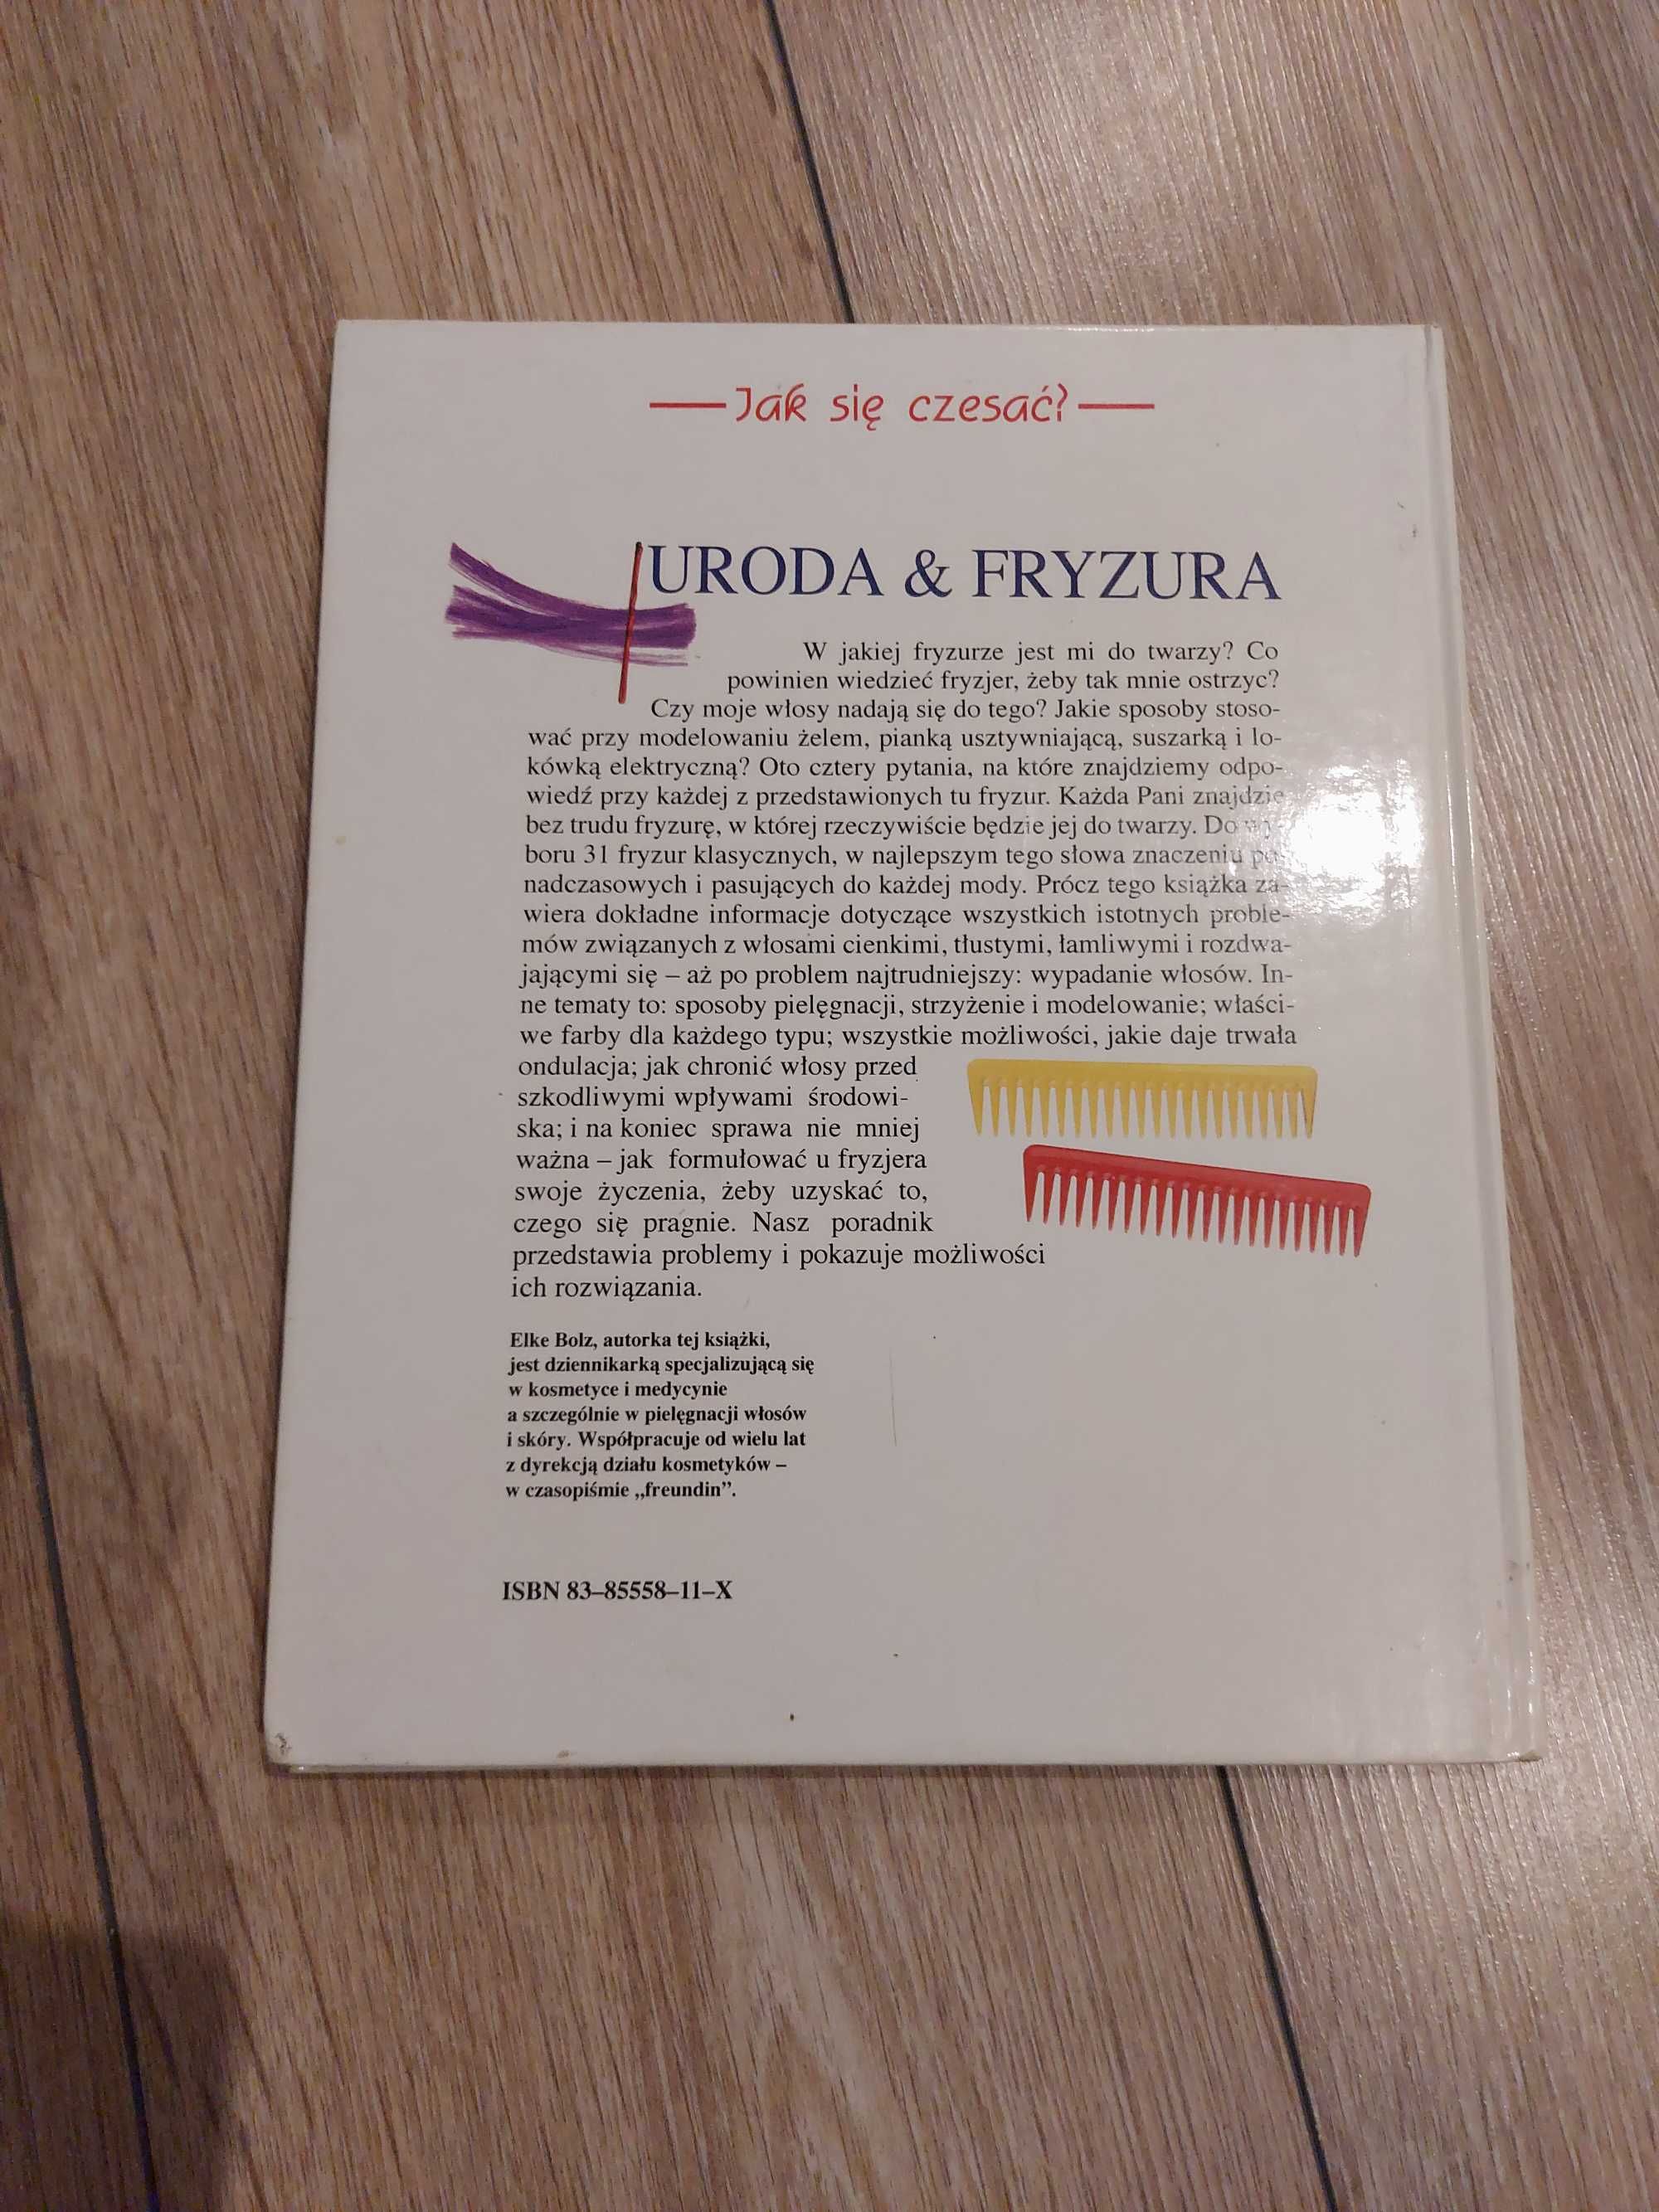 Jak się czesać?
URODA & FRYZURA
W jakiej fryzurze jest mi do twarzy? Co
powinien wiedzieć fryzjer, żeby tak mnie ostrzyc?
Czy moje włosy nadają się do tego? Jakie sposoby stoso-
wać przy modelowaniu żelem, pianką usztywniającą, suszarką i lo-
kówką elektryczną? Oto cztery pytania, na które znajdziemy odpo-
wiedź przy każdej z przedstawionych tu fryzur. Każda Pani znajdzie
bez trudu fryzurę, w której rzeczywiście będzie jej do twarzy. Do wy-
boru 31 fryzur klasycznych, w najlepszym tego słowa znaczeniu po-
nadczasowych i pasujących do każdej mody. Prócz tego książka za-
wiera dokładne informacje dotyczące wszystkich istotnych proble-
mów związanych z włosami cienkimi, tłustymi, łamliwymi i rozdwa-
jającymi się – aż po problem najtrudniejszy: wypadanie włosów. In-
ne tematy to: sposoby pielęgnacji, strzyżenie i modelowanie; właści-
we farby dla każdego typu; wszystkie możliwości, jakie daje trwała
ondulacja; jak chronić włosy przed
szkodliwymi wpływami środowi-
ska; i na koniec sprawa nie mniej
ważna – jak formułować u fryzjera
swoje życzenia, żeby uzyskać to,
czego się pragnie. Nasz poradnik
przedstawia problemy i pokazuje możliwości
ich rozwiązania.
Elke Bolz, autorka tej książki,
jest dziennikarką specjalizującą się
w kosmetyce i medycynie
a szczególnie w pielęgnacji włosów
i skóry. Współpracuje od wielu lat
z dyrekcją działu kosmetyków –
w czasopiśmie „freundin”.
ISBN 83–85558–11–X